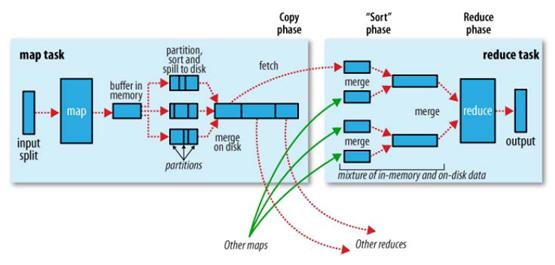 Copy
phase
"Sort"
phase
Reduce
phase
map task
partition,
sort and
spill to disk
fetch
reduce task
buffer in
memory
map
merge
merge
reduce
input
split
merge
on disk
merge
output
partitions
mixture of in-memory and on-disk data
Other maps
Other reduces